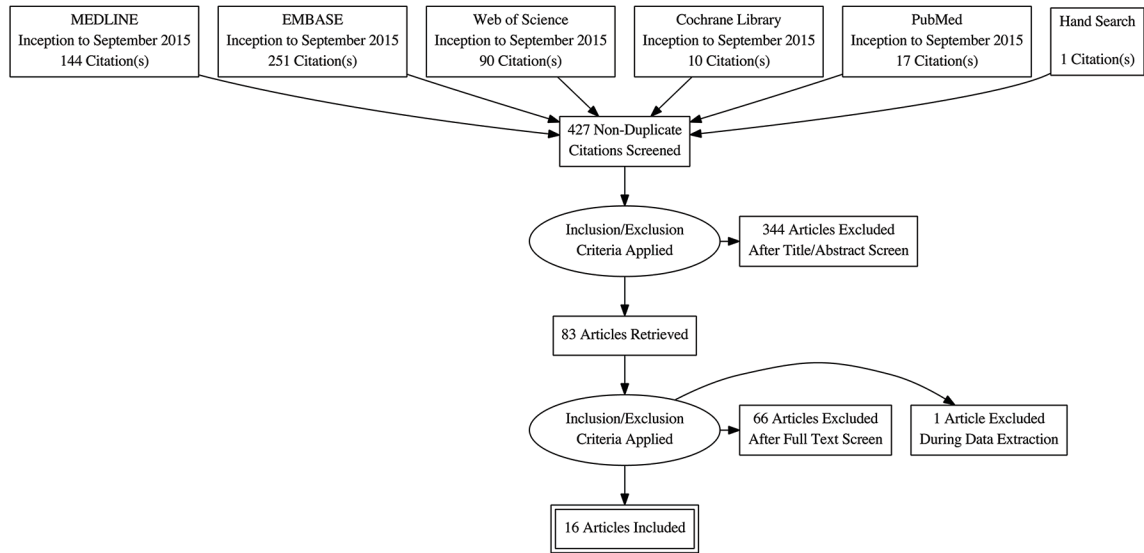 MEDLINE
Inception to September 2015
144 Citation(s)
EMBASE
Inception to September 2015
251 Citation(s)
Web of Science
Inception to September 2015
90 Citation(s)
Cochrane Library
Inception to September 2015
10 Citation(s)
PubMed
Inception to September 2015
17 Citation(s)
Hand Search
1 Citation(s)
427 Non-Duplicate
Citations Screened
Inclusion/Exclusion
Criteria Applied
344 Articles Excluded
After Title/Abstract Screen
83 Articles Retrieved
Inclusion/Exclusion
Criteria Applied
66 Articles Excluded
After Full Text Screen
1 Article Excluded
During Data Extraction
16 Articles Included